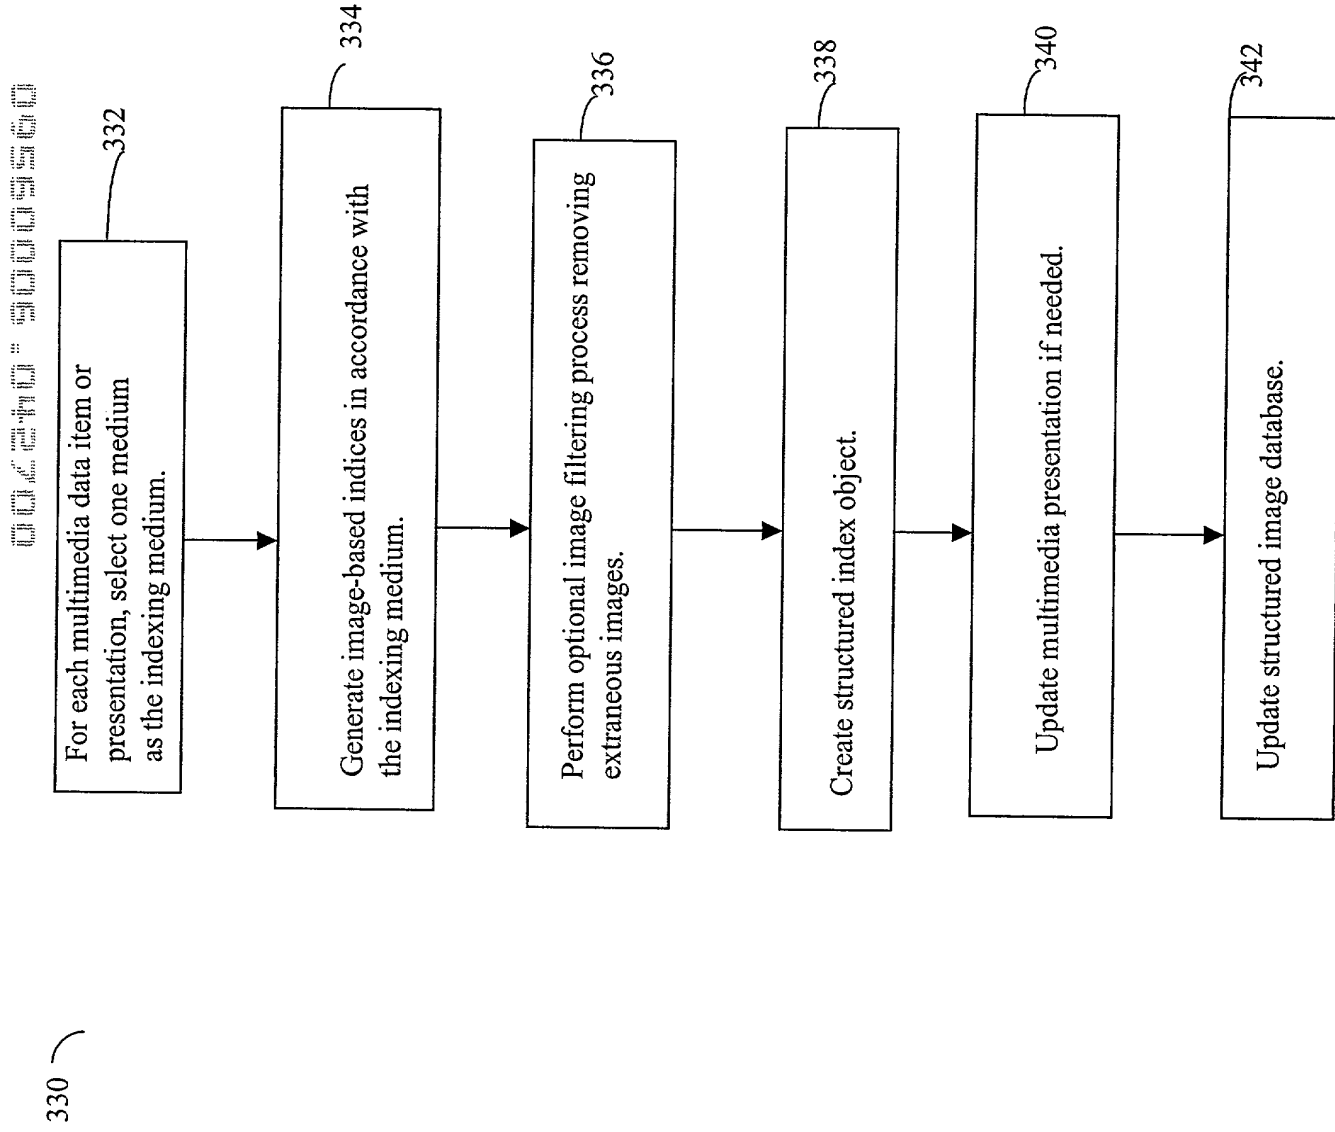 09560006.042700
330
332
For each multimedia data item or
presentation, select one medium
as the indexing medium.
334
Generate image-based indices in accordance with
the indexing medium.
336
Perform optional image filtering process removing
extraneous images.
338
Create structured index object.
340
Update multimedia presentation if needed.
342
Update structured image database.